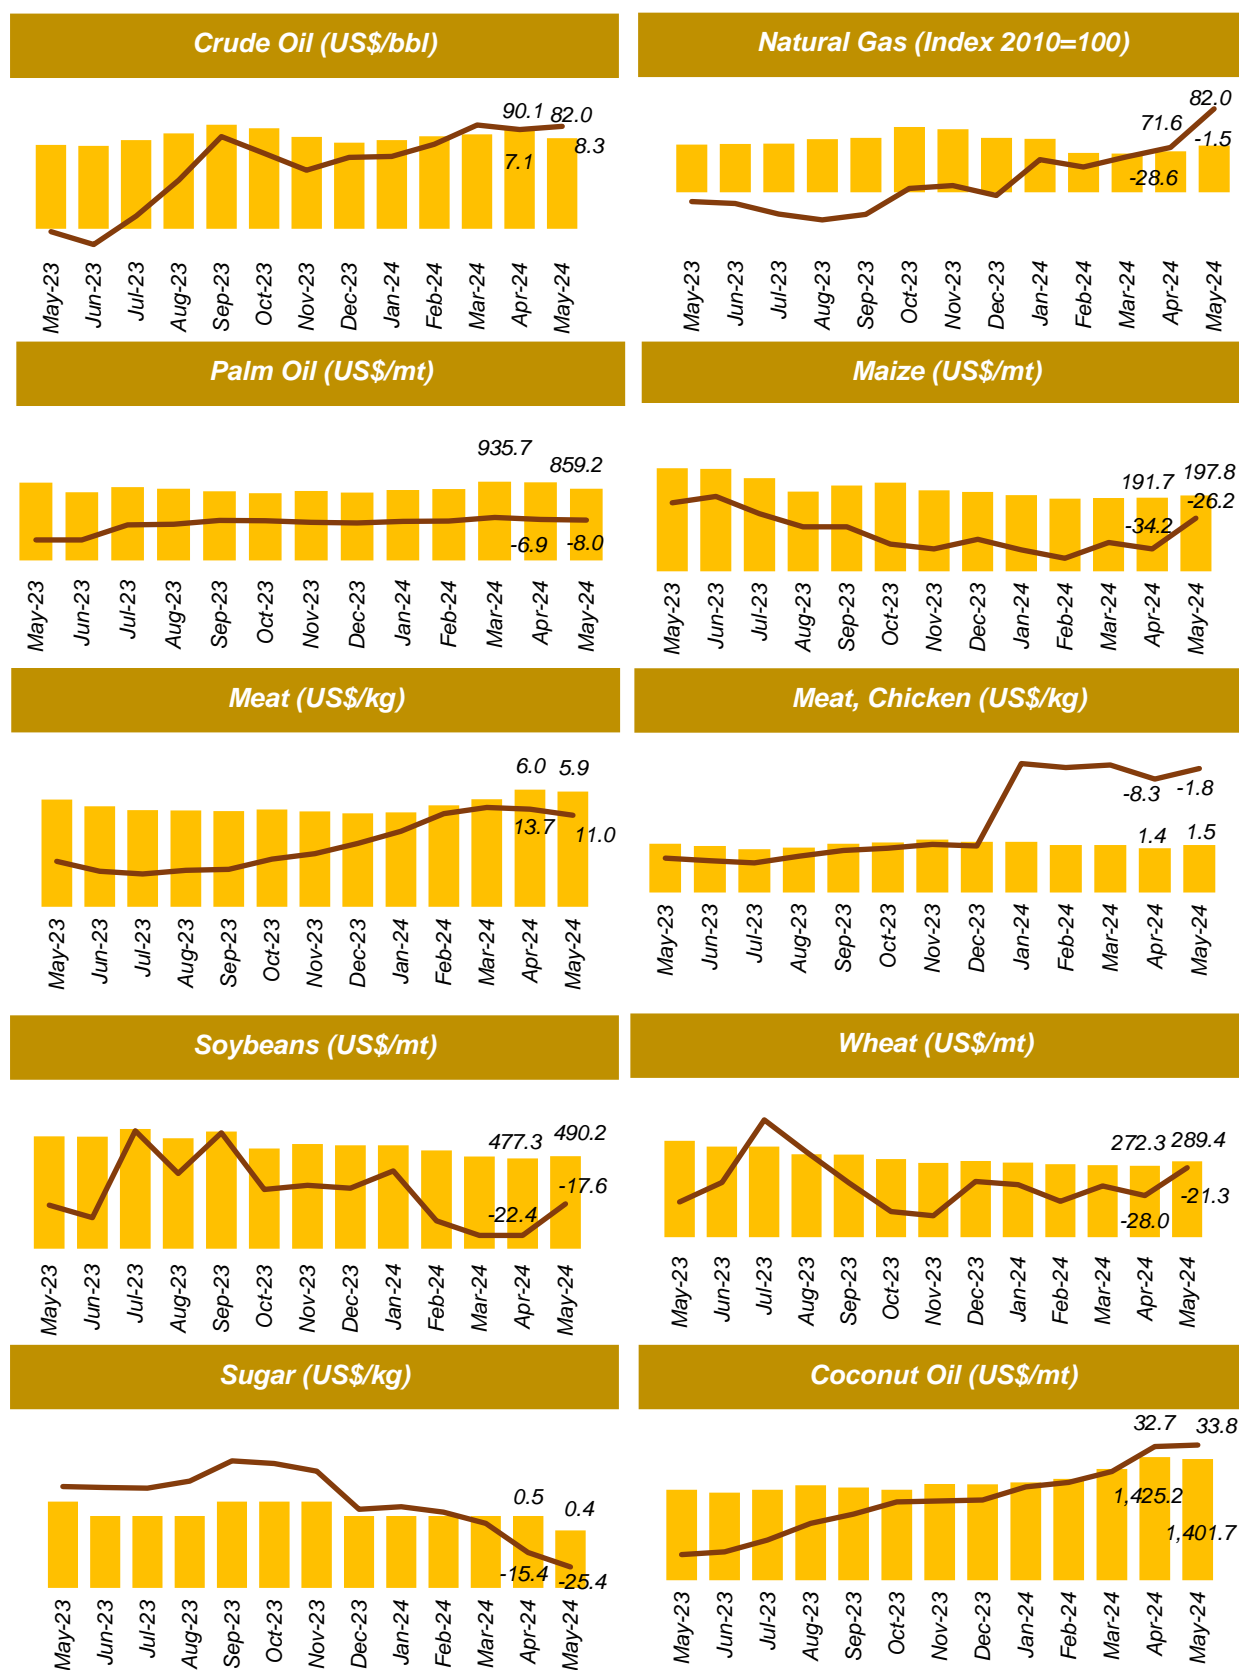 Crude Oil (US$/bbl)
90.1 82.0
8.3
7.1
May-23 Jun-23 Jul-23 Aug-23 Sep-23 Oct-23 Nov-23 Dec-23 Jan-24 Feb-24 Mar-24 Apr-24 May-24
Natural Gas (Index 2010=100)
82.0
71.6
-1.5
-28.6
May-23 Jun-23 Jul-23 Aug-23 Sep-23 Oct-23 Nov-23 Dec-23 Jan-24 Feb-24 Mar-24 Apr-24 May-24
Palm Oil (US$/mt)
935.7
859.2
-6.9 -8.0
May-23 Jun-23 Jul-23 Aug-23 Sep-23 Oct-23 Nov-23 Dec-23 Jan-24 Feb-24 Mar-24 Apr-24 May-24
Maize (US$/mt)
191.7 197.8
-26.2
-34.2
May-23 Jun-23 Jul-23 Aug-23 Sep-23 Oct-23 Nov-23 Dec-23 Jan-24 Feb-24 Mar-24 Apr-24 May-24
Meat (US$/kg)
6.0 5.9
13.7 11.0
May-23 Jun-23 Jul-23 Aug-23 Sep-23 Oct-23 Nov-23 Dec-23 Jan-24 Feb-24 Mar-24 Apr-24 May-24
Meat, Chicken (US$/kg)
-8.3 -1.8
1.4 1.5
May-23 Jun-23 Jul-23 Aug-23 Sep-23 Oct-23 Nov-23 Dec-23 Jan-24 Feb-24 Mar-24 Apr-24 May-24
Soybeans (US$/mt)
477.3 490.2
-17.6
-22.4
May-23 Jun-23 Jul-23 Aug-23 Sep-23 Oct-23 Nov-23 Dec-23 Jan-24 Feb-24 Mar-24 Apr-24 May-24
Wheat (US$/mt)
272.3 289.4
-21.3
-28.0
May-23 Jun-23 Jul-23 Aug-23 Sep-23 Oct-23 Nov-23 Dec-23 Jan-24 Feb-24 Mar-24 Apr-24 May-24
Sugar (US$/kg)
0.5 0.4
-15.4 -25.4
May-23 Jun-23 Jul-23 Aug-23 Sep-23 Oct-23 Nov-23 Dec-23 Jan-24 Feb-24 Mar-24 Apr-24 May-24
Coconut Oil (US$/mt)
32.7 33.8
1,425.2
1,401.7
May-23 Jun-23 Jul-23 Aug-23 Sep-23 Oct-23 Nov-23 Dec-23 Jan-24 Feb-24 Mar-24 Apr-24 May-24